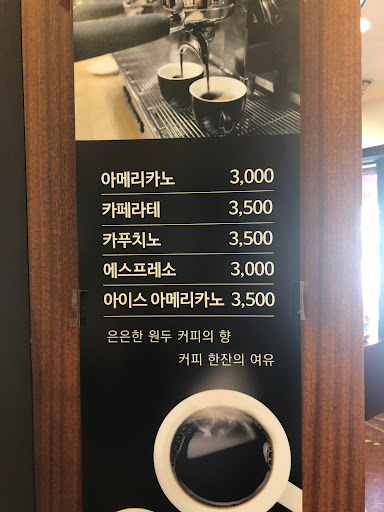 아메리카노 3,000
카페라테 3,500
카푸치노 3,500
에스프레소 3,000
아이스 아메리카노 3,500
은은한 원두 커피의 향
커피 한잔의 여유